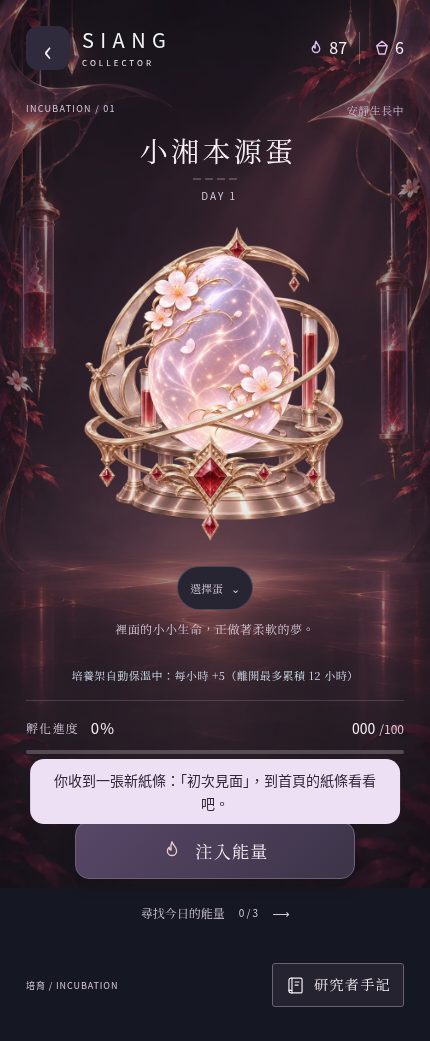 SIANG
COLLECTOR
87
6
INCUBATION / 01
安靜生長中
小湘本源蛋
DAY 1
選擇蛋
裡面的小小生命，正做著柔軟的夢。
培養架自動保溫中：每小時 +5（離開最多累積 12 小時）
孵化進度 0%
000 /100
你收到一張新紙條：「初次見面」，到首頁的紙條看看
吧。
注入能量
尋找今日的能量 0/3 →
培育 / INCUBATION
研究者手記